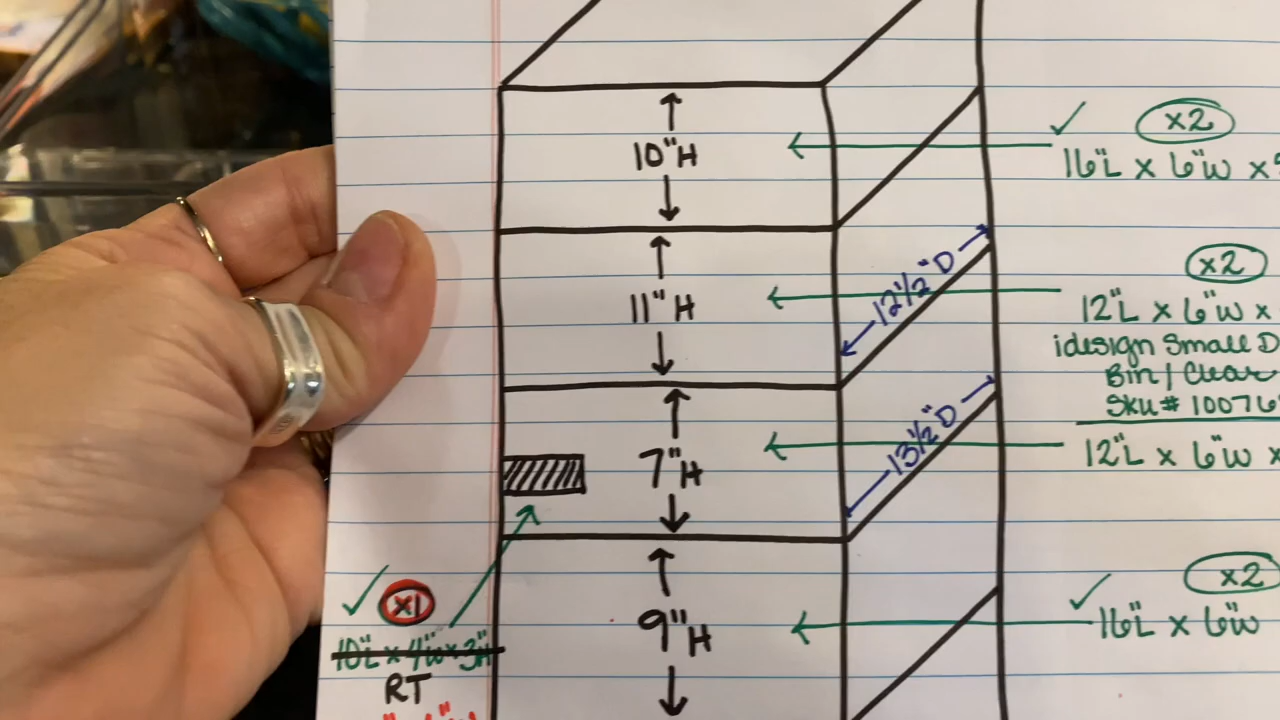 10"H
11"H
7"H
9"H
12½"D
13½"D
✓ x2
16"L x 6"W x
x2
12"L x 6"W x
idesign Small D
Bin / Clear
SKU# 10076
12"L x 6"W x
✓ x2
16"L x 6"W
✓ x1
10"L x 4"W x 3"H
RT